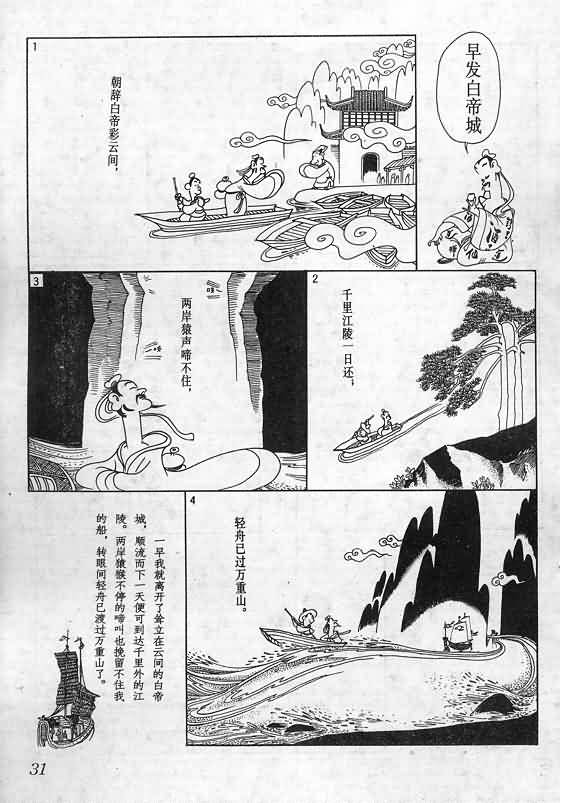 早发白帝城
1
朝辞白帝彩云间，
2
千里江陵一日还；
3
两岸猿声啼不住，
4
轻舟已过万重山。
一早我就离开了耸立在云间的白帝
城，顺流而下一天便可到达千里外的江
陵。两岸猿猴不停的啼叫也挽留不住我
的船，转眼间轻舟已渡过万重山了。
31